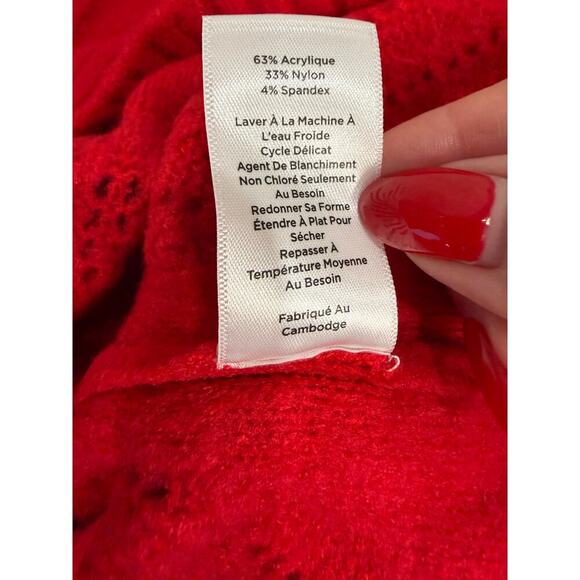 63% Acrylique
33% Nylon
4% Spandex
Laver À La Machine À
L'eau Froide
Cycle Délicat
Agent De Blanchiment
Non Chloré Seulement
Au Besoin
Redonner Sa Forme
Étendre À Plat Pour
Sécher
Repasser À
Température Moyenne
Au Besoin
Fabriqué Au
Cambodge